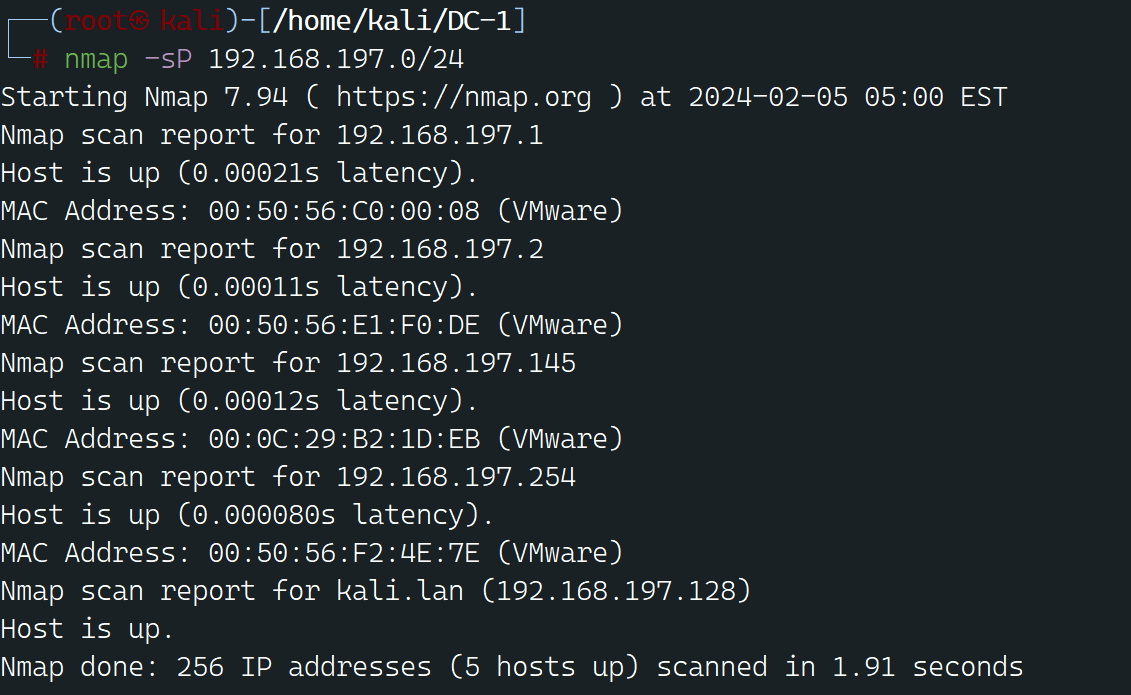 ┌──(root㉿kali)-[/home/kali/DC-1]
└─# nmap -sP 192.168.197.0/24
Starting Nmap 7.94 ( https://nmap.org ) at 2024-02-05 05:00 EST
Nmap scan report for 192.168.197.1
Host is up (0.00021s latency).
MAC Address: 00:50:56:C0:00:08 (VMware)
Nmap scan report for 192.168.197.2
Host is up (0.00011s latency).
MAC Address: 00:50:56:E1:F0:DE (VMware)
Nmap scan report for 192.168.197.145
Host is up (0.00012s latency).
MAC Address: 00:0C:29:B2:1D:EB (VMware)
Nmap scan report for 192.168.197.254
Host is up (0.000080s latency).
MAC Address: 00:50:56:F2:4E:7E (VMware)
Nmap scan report for kali.lan (192.168.197.128)
Host is up.
Nmap done: 256 IP addresses (5 hosts up) scanned in 1.91 seconds